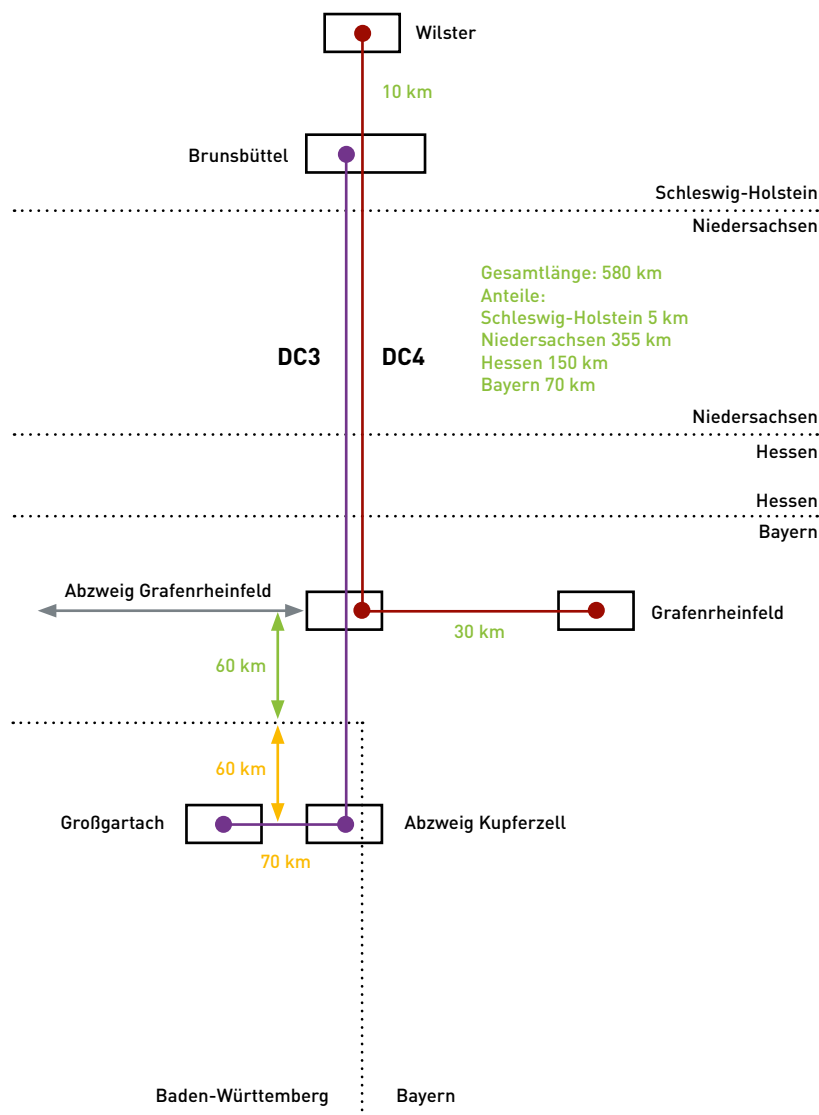 Wilster
10 km
Brunsbüttel
Schleswig-Holstein
Niedersachsen
Gesamtlänge: 580 km
Anteile:
Schleswig-Holstein 5 km
Niedersachsen 355 km
Hessen 150 km
Bayern 70 km
DC3
DC4
Niedersachsen
Hessen
Hessen
Bayern
Abzweig Grafenrheinfeld
Grafenrheinfeld
30 km
60 km
60 km
Großgartach
Abzweig Kupferzell
70 km
Baden-Württemberg
Bayern